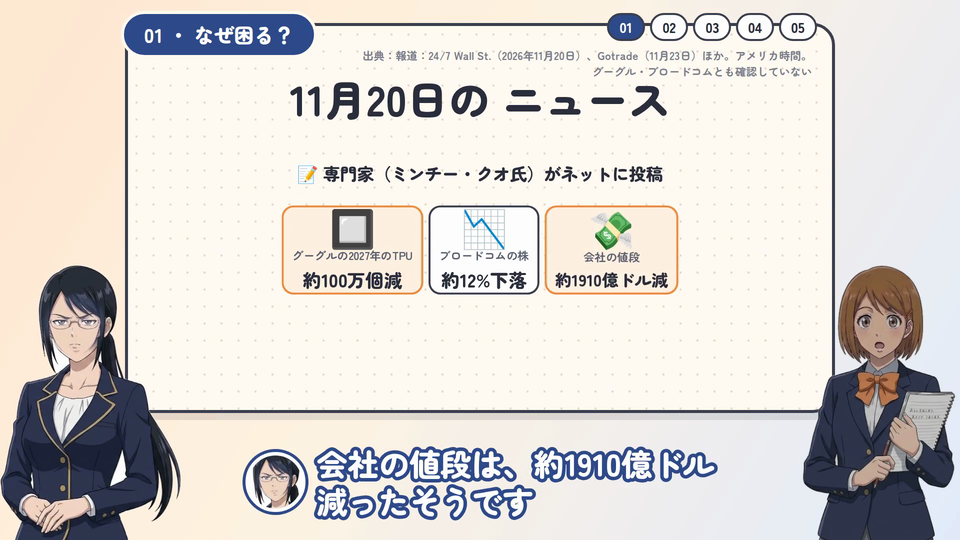 01 ・ なぜ困る？
01 02 03 04 05
出典：報道：24/7 Wall St.（2026年11月20日）、Gotrade（11月23日）ほか。アメリカ時間。
グーグル・ブロードコムとも確認していない
11月20日の ニュース
専門家（ミンチー・クオ氏）がネットに投稿
グーグルの2027年のTPU
約100万個減
ブロードコムの株
約12%下落
会社の値段
約1910億ドル減
会社の値段は、約1910億ドル
減ったそうです